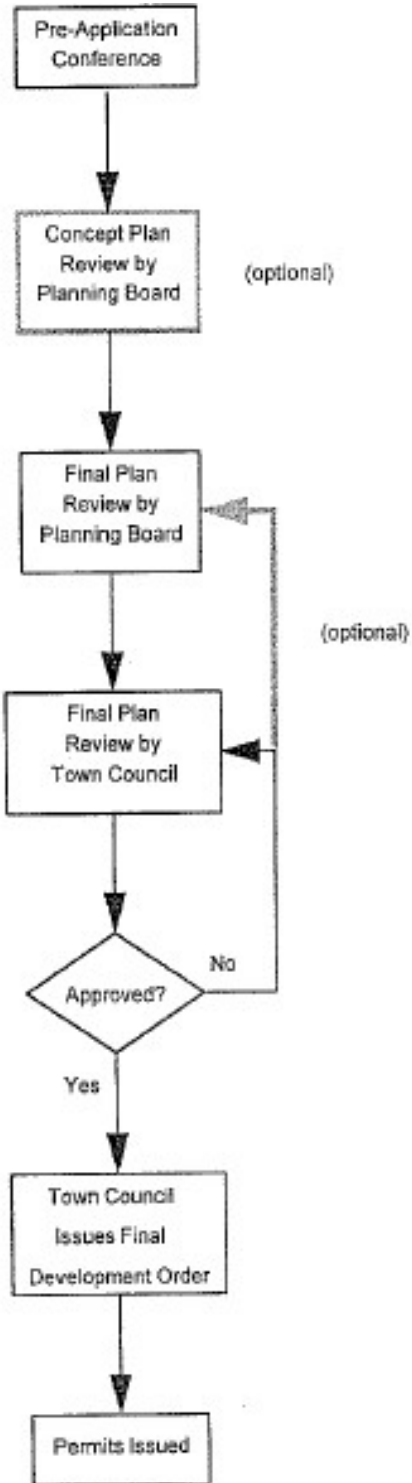 Pre-Application
Conference
Concept Plan
Review by
Planning Board
(optional)
Final Plan
Review by
Planning Board
(optional)
Final Plan
Review by
Town Council
No
Approved?
Yes
Town Council
Issues Final
Development Order
Permits Issued